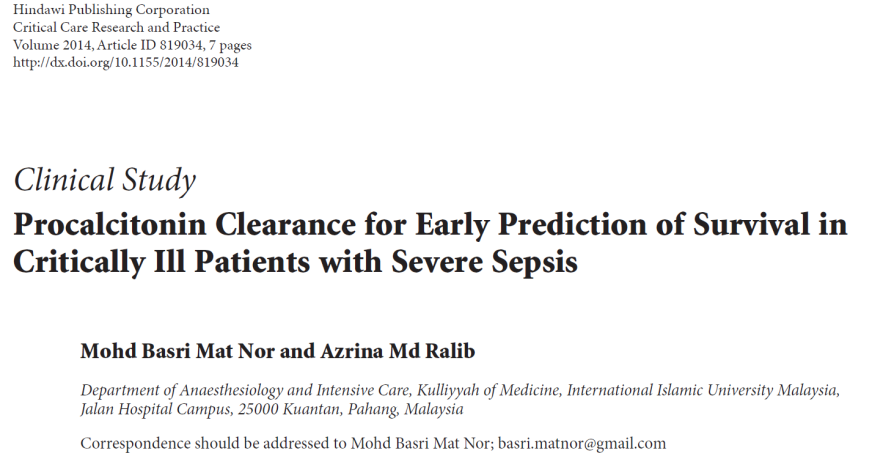 Hindawi Publishing Corporation
Critical Care Research and Practice
Volume 2014, Article ID 819034, 7 pages
http://dx.doi.org/10.1155/2014/819034
Clinical Study
Procalcitonin Clearance for Early Prediction of Survival in
Critically Ill Patients with Severe Sepsis
Mohd Basri Mat Nor and Azrina Md Ralib
Department of Anaesthesiology and Intensive Care, Kulliyyah of Medicine, International Islamic University Malaysia,
Jalan Hospital Campus, 25000 Kuantan, Pahang, Malaysia
Correspondence should be addressed to Mohd Basri Mat Nor; basri.matnor@gmail.com